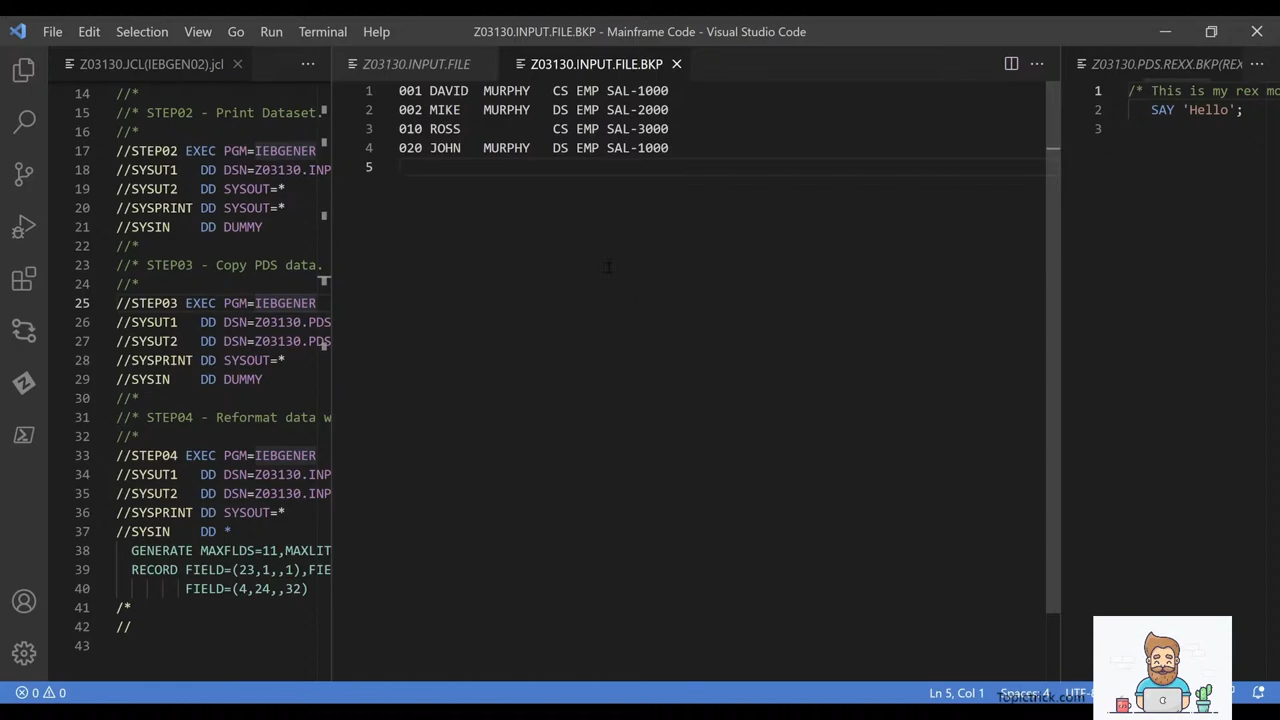 File Edit Selection View Go Run Terminal Help Z03130.INPUT.FILE.BKP - Mainframe Code - Visual Studio Code
Z03130.JCL(IEBGEN02).jcl
14 //*
15 //* STEP02 - Print Dataset.
16 //*
17 //STEP02 EXEC PGM=IEBGENER
18 //SYSUT1 DD DSN=Z03130.INP
19 //SYSUT2 DD SYSOUT=*
20 //SYSPRINT DD SYSOUT=*
21 //SYSIN DD DUMMY
22 //*
23 //* STEP03 - Copy PDS data.
24 //*
25 //STEP03 EXEC PGM=IEBGENER
26 //SYSUT1 DD DSN=Z03130.PDS
27 //SYSUT2 DD DSN=Z03130.PDS
28 //SYSPRINT DD SYSOUT=*
29 //SYSIN DD DUMMY
30 //*
31 //* STEP04 - Reformat data w
32 //*
33 //STEP04 EXEC PGM=IEBGENER
34 //SYSUT1 DD DSN=Z03130.INP
35 //SYSUT2 DD DSN=Z03130.INP
36 //SYSPRINT DD SYSOUT=*
37 //SYSIN DD *
38 GENERATE MAXFLDS=11,MAXLIT
39 RECORD FIELD=(23,1,,1),FIE
40 FIELD=(4,24,,32)
41 /*
42 //
43
Z03130.INPUT.FILE Z03130.INPUT.FILE.BKP
1 001 DAVID MURPHY CS EMP SAL-1000
2 002 MIKE MURPHY DS EMP SAL-2000
3 010 ROSS CS EMP SAL-3000
4 020 JOHN MURPHY DS EMP SAL-1000
5
Z03130.PDS.REXX.BKP(REX
1 /* This is my rex mo
2 SAY 'Hello';
3
0 0 Ln 5, Col 1 Spaces: 4 UTF-8
Topictrick.com